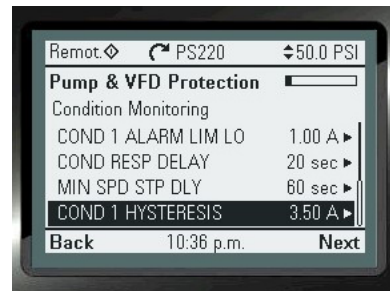 Remot. PS220 50.0 PSI
Pump & VFD Protection
Condition Monitoring
COND 1 ALARM LIM LO 1.00 A
COND RESP DELAY 20 sec
MIN SPD STP DLY 60 sec
COND 1 HYSTERESIS 3.50 A
Back 10:36 p.m. Next